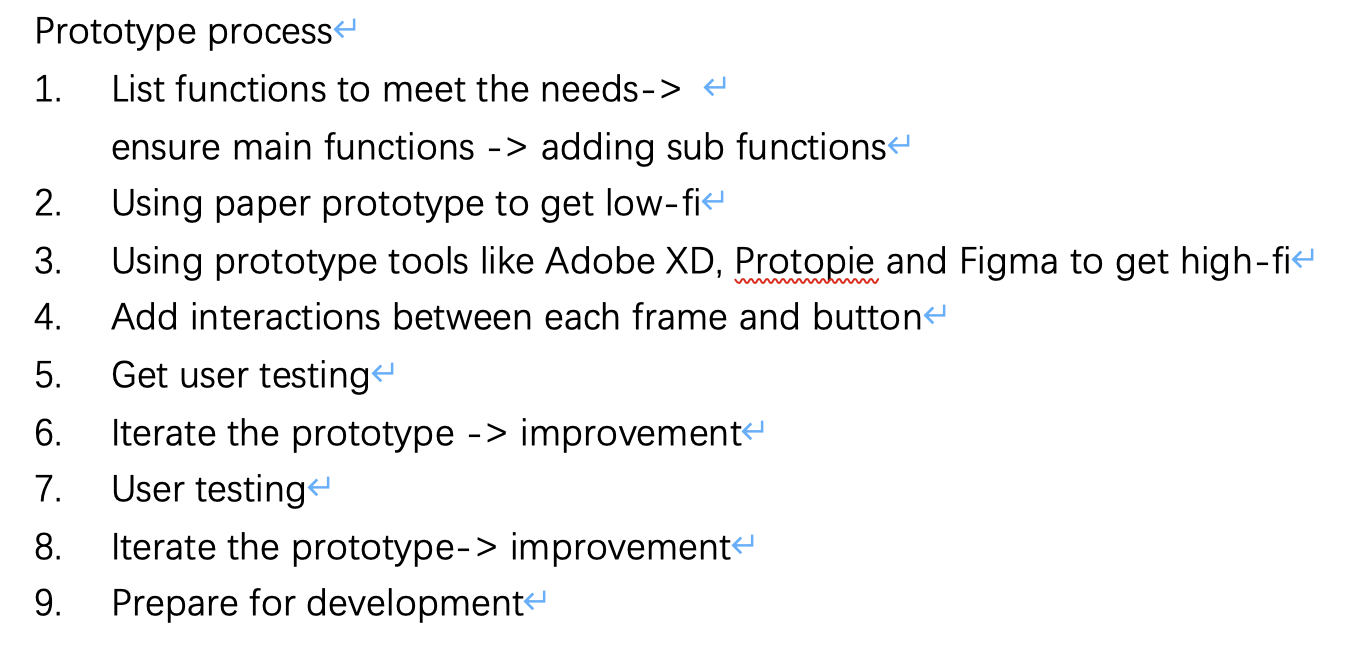 Prototype process↵
1. List functions to meet the needs-> ↵
ensure main functions -> adding sub functions↵
2. Using paper prototype to get low-fi↵
3. Using prototype tools like Adobe XD, Protopie and Figma to get high-fi↵
4. Add interactions between each frame and button↵
5. Get user testing↵
6. Iterate the prototype -> improvement↵
7. User testing↵
8. Iterate the prototype-> improvement↵
9. Prepare for development↵